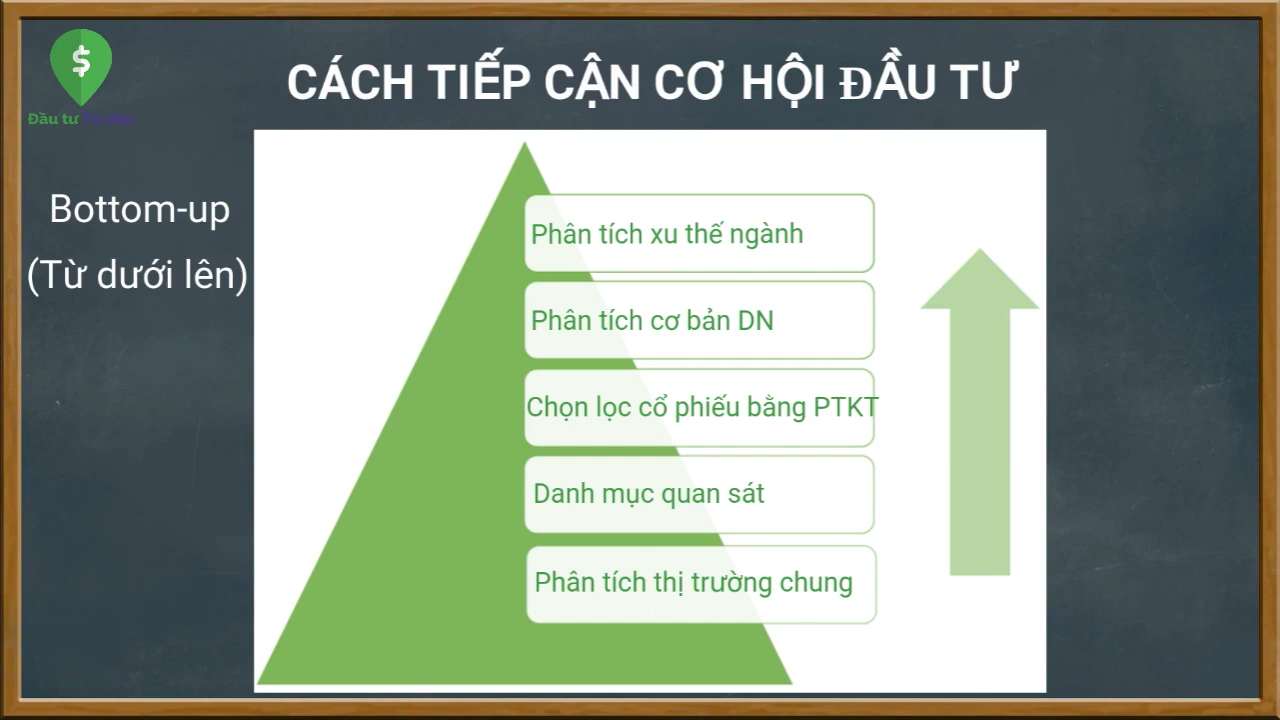 $
CÁCH TIẾP CẬN CƠ HỘI ĐẦU TƯ
Đầu tư
Bottom-up
(Từ dưới lên)
Phân tích xu thế ngành
Phân tích cơ bản DN
Chọn lọc cổ phiếu bằng PTKT
Danh mục quan sát
Phân tích thị trường chung